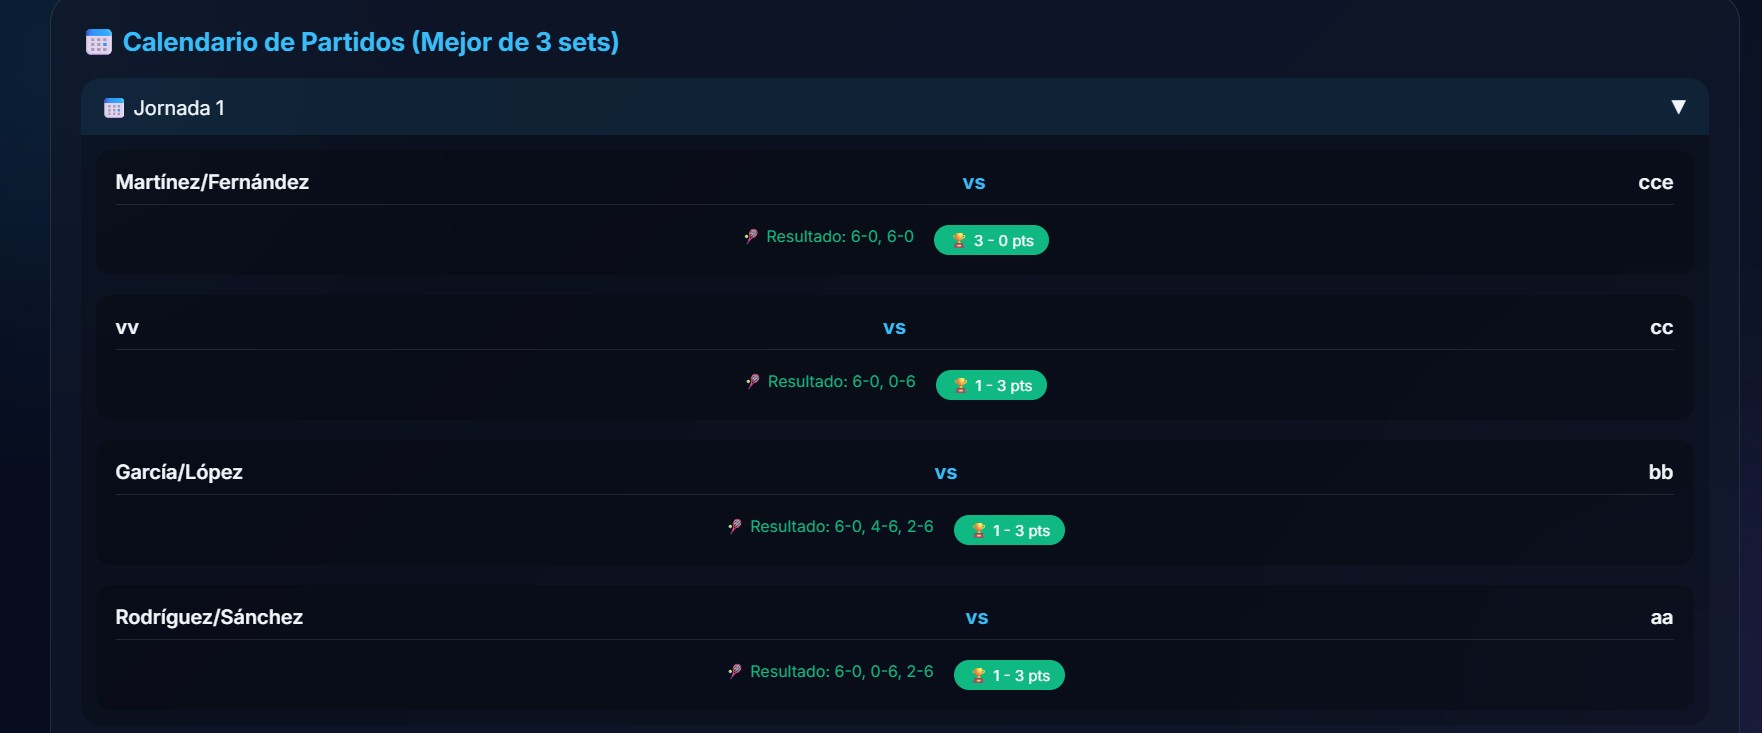 Calendario de Partidos (Mejor de 3 sets)
Jornada 1 ▼
Martínez/Fernández vs cce
Resultado: 6-0, 6-0 3 - 0 pts
vv vs cc
Resultado: 6-0, 0-6 1 - 3 pts
García/López vs bb
Resultado: 6-0, 4-6, 2-6 1 - 3 pts
Rodríguez/Sánchez vs aa
Resultado: 6-0, 0-6, 2-6 1 - 3 pts